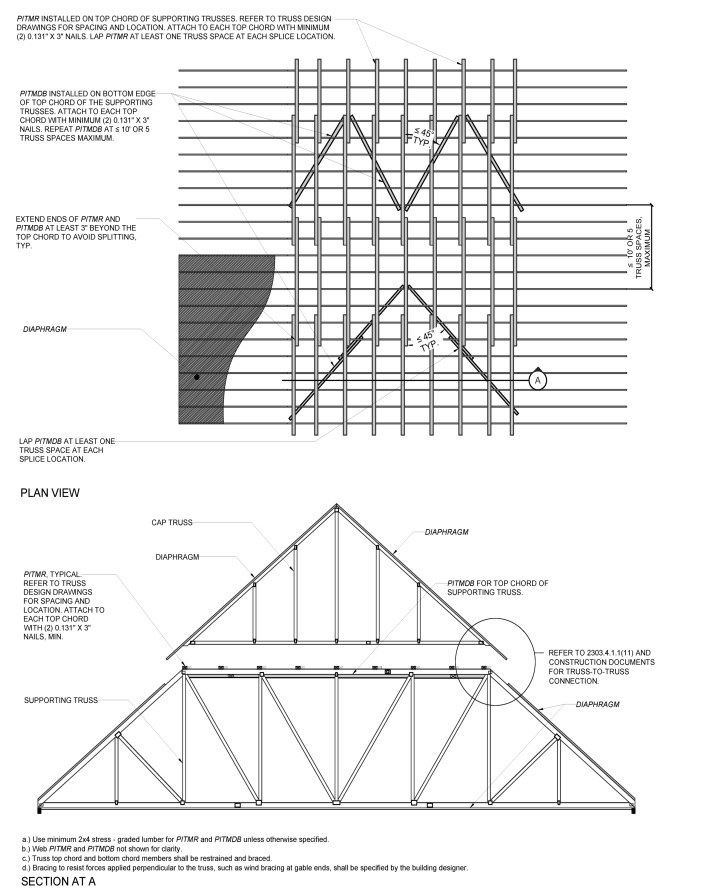 PITMR INSTALLED ON TOP CHORD OF SUPPORTING TRUSSES. REFER TO TRUSS DESIGN
DRAWINGS FOR SPACING AND LOCATION. ATTACH TO EACH TOP CHORD WITH MINIMUM
(2) 0.131" X 3" NAILS. LAP PITMR AT LEAST ONE TRUSS SPACE AT EACH SPLICE LOCATION.
PITMDB INSTALLED ON BOTTOM EDGE
OF TOP CHORD OF THE SUPPORTING
TRUSSES. ATTACH TO EACH TOP
CHORD WITH MINIMUM (2) 0.131" X 3"
NAILS. REPEAT PITMDB AT ≤ 10' OR 5
TRUSS SPACES MAXIMUM.
≤ 45°
TYP.
EXTEND ENDS OF PITMR AND
PITMDB AT LEAST 3" BEYOND THE
TOP CHORD TO AVOID SPLITTING,
TYP.
≤ 10' OR 5
TRUSS SPACES,
MAXIMUM
DIAPHRAGM
≤ 45°
TYP.
A
LAP PITMDB AT LEAST ONE
TRUSS SPACE AT EACH
SPLICE LOCATION.
PLAN VIEW
CAP TRUSS
DIAPHRAGM
DIAPHRAGM
PITMR, TYPICAL.
REFER TO TRUSS
DESIGN DRAWINGS
FOR SPACING AND
LOCATION. ATTACH TO
EACH TOP CHORD
WITH (2) 0.131" X 3"
NAILS, MIN.
PITMDB FOR TOP CHORD OF
SUPPORTING TRUSS.
REFER TO 2303.4.1.1(11) AND
CONSTRUCTION DOCUMENTS
FOR TRUSS-TO-TRUSS
CONNECTION.
SUPPORTING TRUSS
DIAPHRAGM
a.) Use minimum 2x4 stress - graded lumber for PITMR and PITMDB unless otherwise specified.
b.) Web PITMR and PITMDB not shown for clarity.
c.) Truss top chord and bottom chord members shall be restrained and braced.
d.) Bracing to resist forces applied perpendicular to the truss, such as wind bracing at gable ends, shall be specified by the building designer.
SECTION AT A